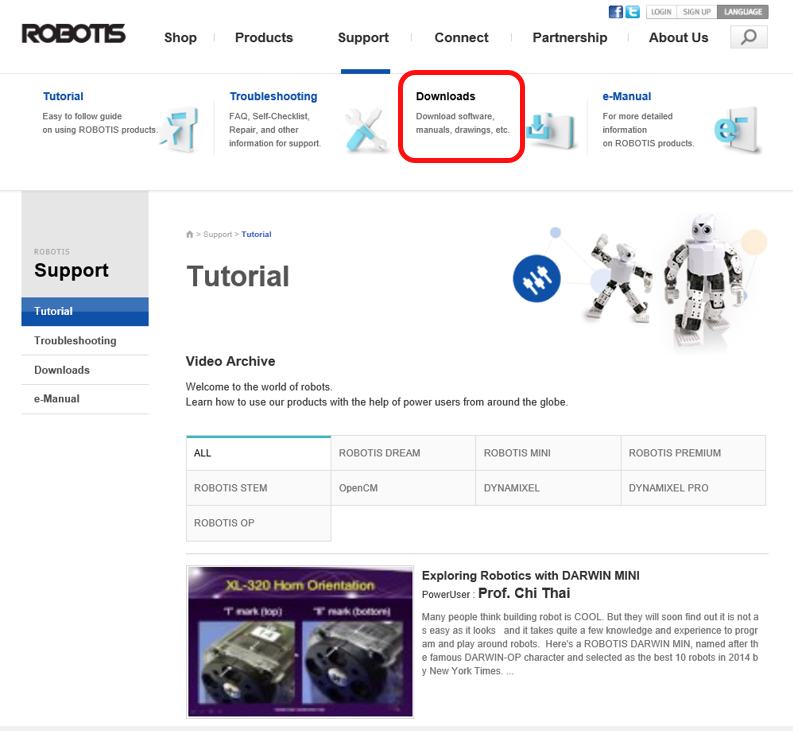 LOGIN SIGN UP LANGUAGE
ROBOTIS
Shop Products Support Connect Partnership About Us
Tutorial
Easy to follow guide
on using ROBOTIS products.
Troubleshooting
FAQ, Self-Checklist,
Repair, and other
information for support.
Downloads
Download software,
manuals, drawings, etc.
e-Manual
For more detailed
information
on ROBOTIS products.
ROBOTIS
Support
Tutorial
Troubleshooting
Downloads
e-Manual
> Support > Tutorial
Tutorial
Video Archive
Welcome to the world of robots.
Learn how to use our products with the help of power users from around the globe.
ALL ROBOTIS DREAM ROBOTIS MINI ROBOTIS PREMIUM
ROBOTIS STEM OpenCM DYNAMIXEL DYNAMIXEL PRO
ROBOTIS OP
XL-320 Horn Orientation
"I" mark (top) "II" mark (bottom)
Exploring Robotics with DARWIN MINI
PowerUser : Prof. Chi Thai
Many people think building robot is COOL. But they will soon find out it is not a
s easy as it looks and it takes quite a few knowledge and experience to progr
am and play around robots. Here's a ROBOTIS DARWIN MIN, named after th
e famous DARWIN-OP character and selected as the best 10 robots in 2014 b
y New York Times. ...